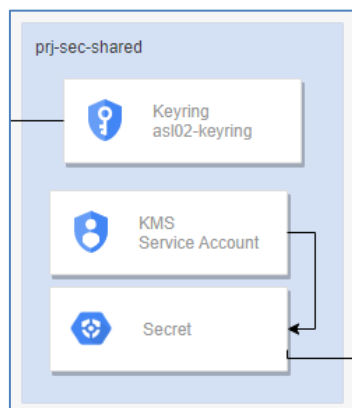 prj-sec-shared
Keyring
asl02-keyring
KMS
Service Account
Secret